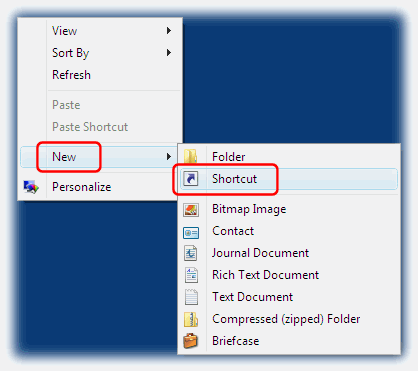 View
Sort By
Refresh
Paste
Paste Shortcut
New
Personalize
Folder
Shortcut
Bitmap Image
Contact
Journal Document
Rich Text Document
Text Document
Compressed (zipped) Folder
Briefcase